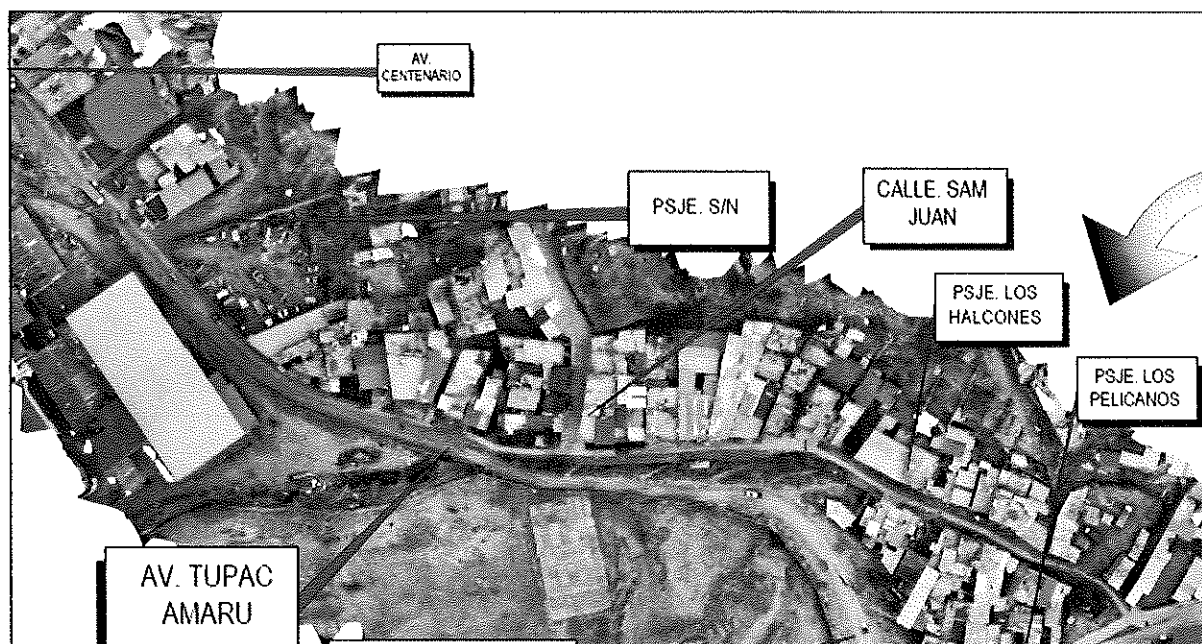 AV.
CENTENARIO
PSJE. S/N
CALLE. SAM
JUAN
PSJE. LOS
HALCONES
PSJE. LOS
PELICANOS
AV. TUPAC
AMARU